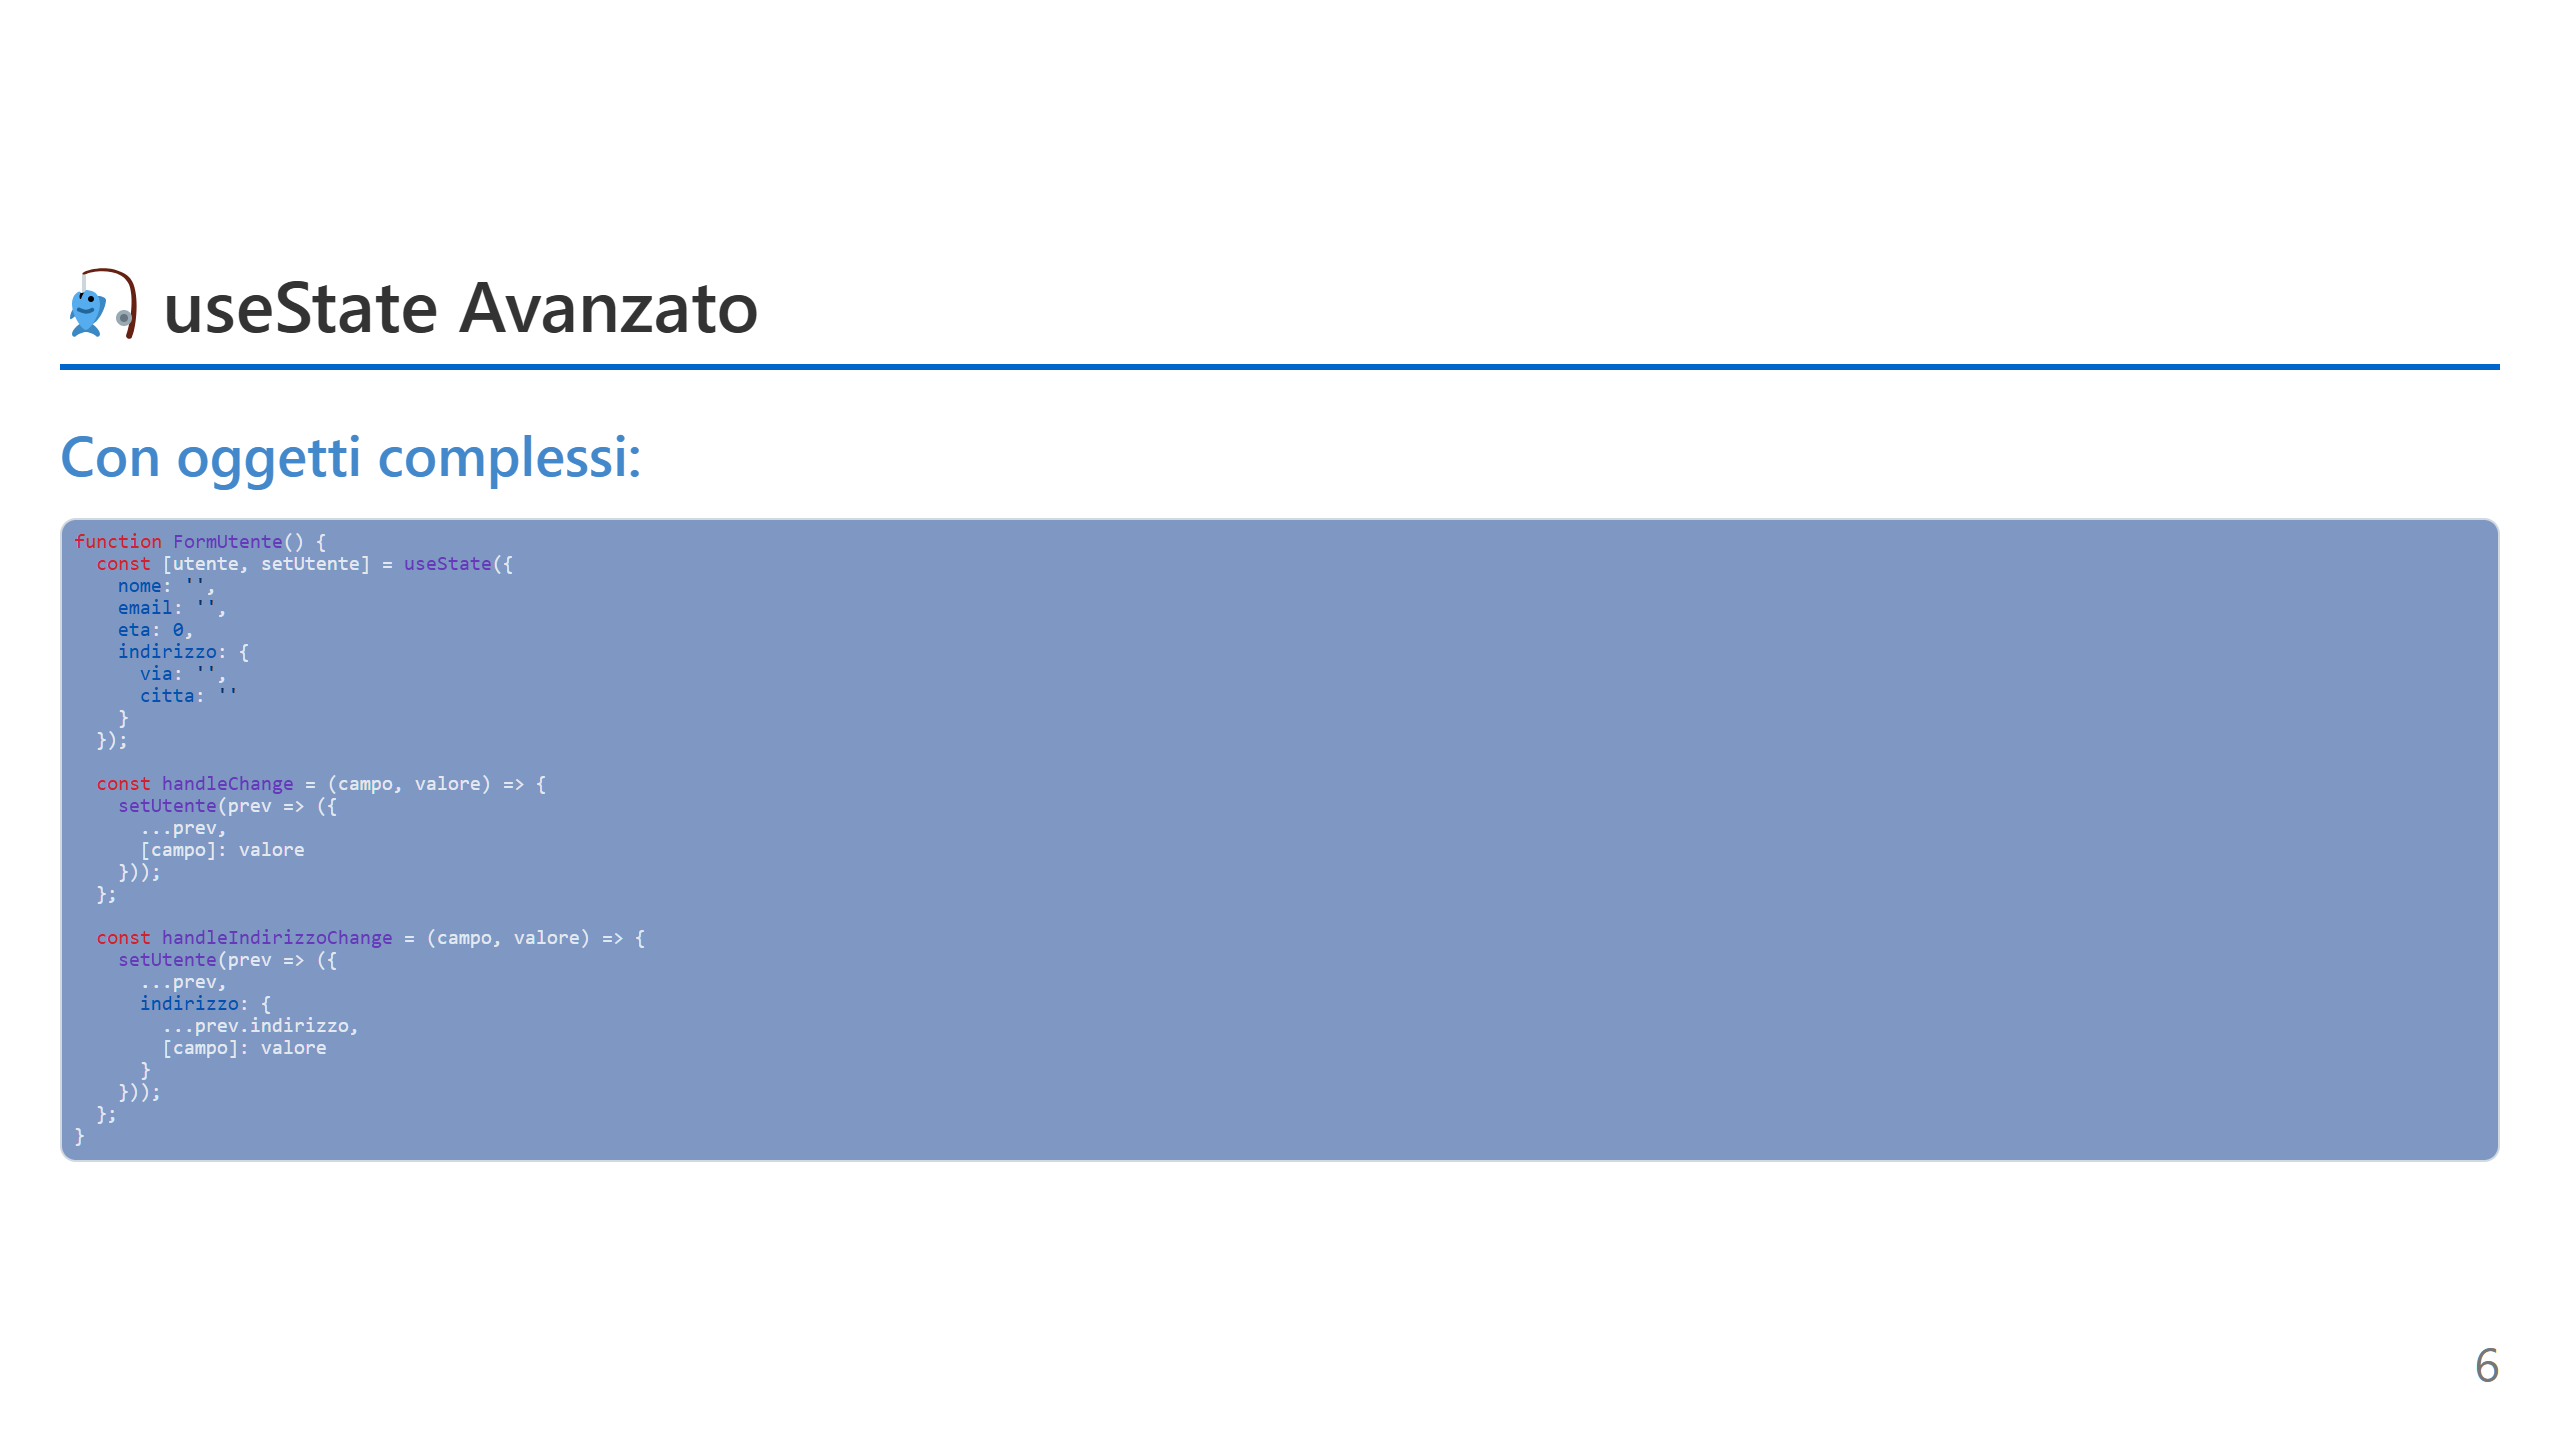 🎣 useState Avanzato
Con oggetti complessi:
function FormUtente() {
  const [utente, setUtente] = useState({
    nome: '',
    email: '',
    eta: 0,
    indirizzo: {
      via: '',
      citta: ''
    }
  });

  const handleChange = (campo, valore) => {
    setUtente(prev => ({
      ...prev,
      [campo]: valore
    }));
  };

  const handleIndirizzoChange = (campo, valore) => {
    setUtente(prev => ({
      ...prev,
      indirizzo: {
        ...prev.indirizzo,
        [campo]: valore
      }
    }));
  };
}
6